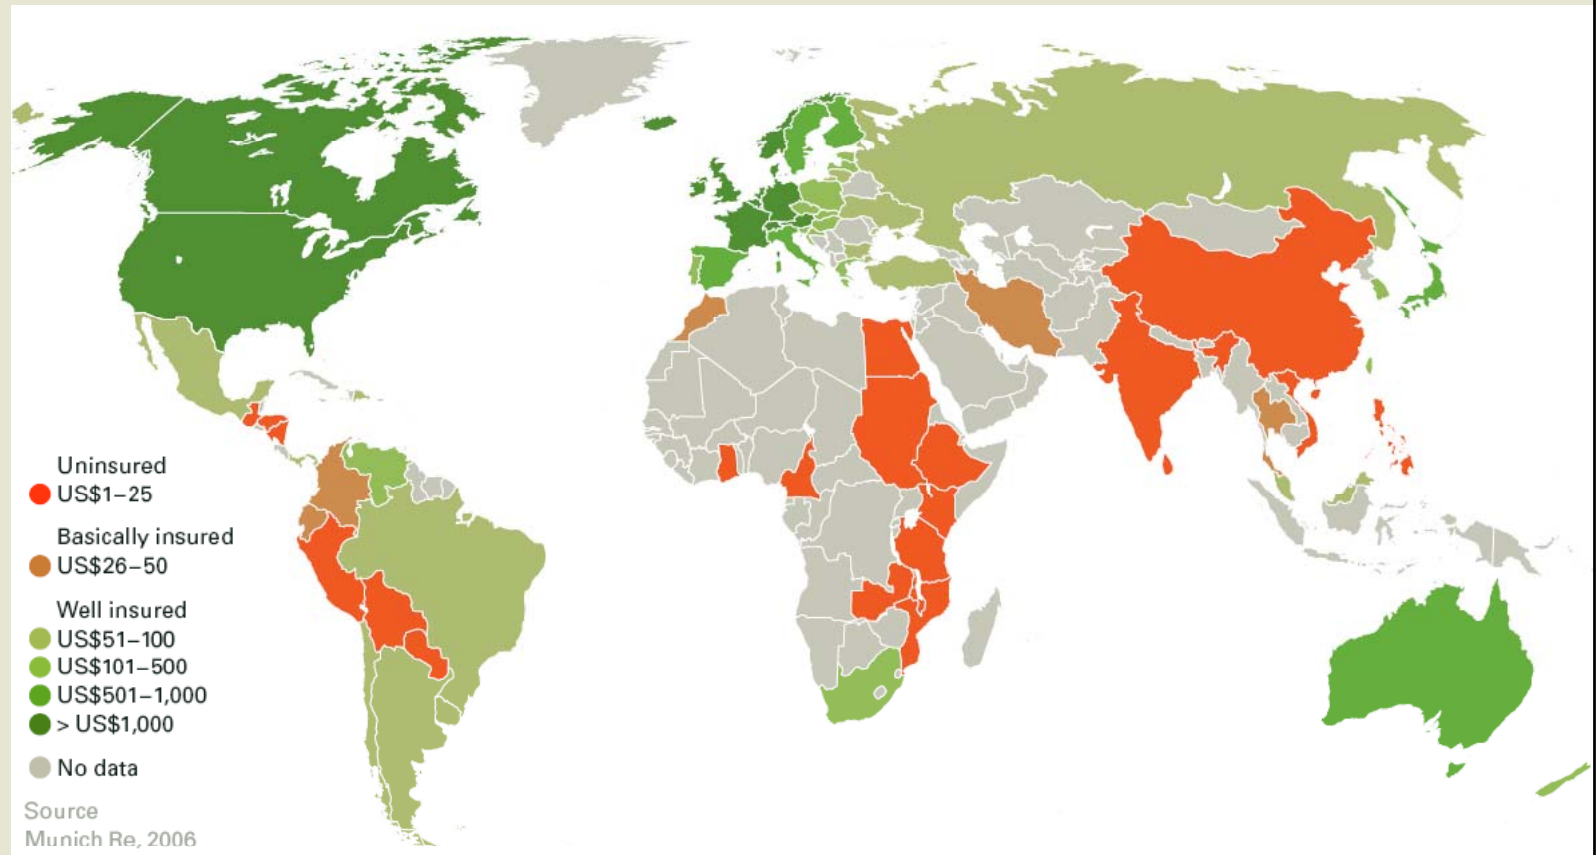 Uninsured
US$1–25
Basically insured
US$26–50
Well insured
US$51–100
US$101–500
US$501–1,000
> US$1,000
No data
Source
Munich Re, 2006